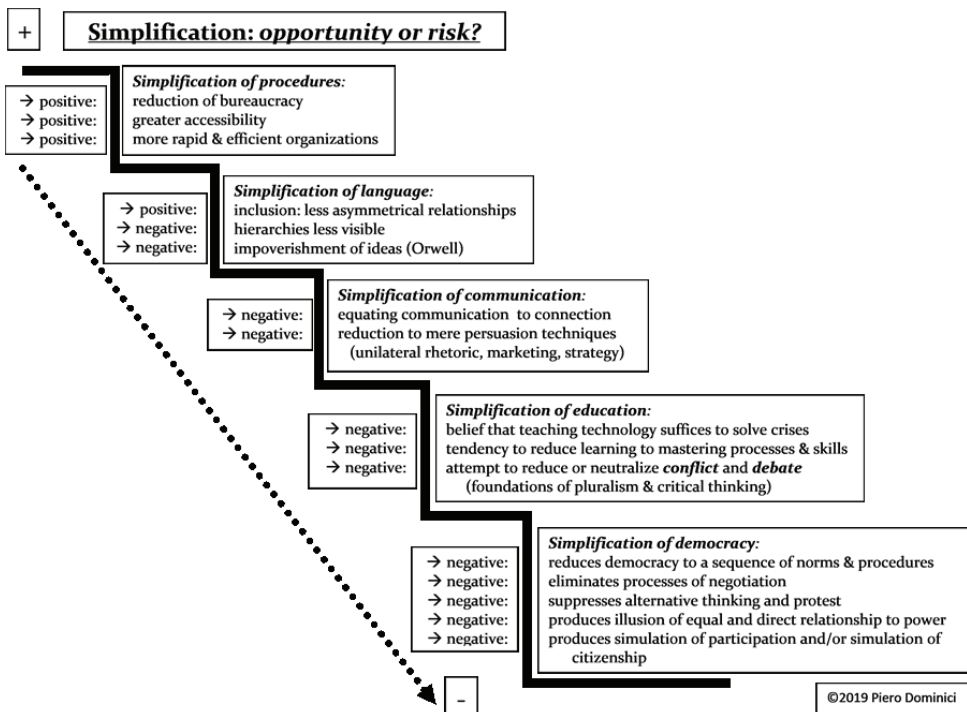 +
Simplification: opportunity or risk?
Simplification of procedures:
→ positive: reduction of bureaucracy
→ positive: greater accessibility
→ positive: more rapid & efficient organizations
Simplification of language:
→ positive: inclusion: less asymmetrical relationships
→ negative: hierarchies less visible
→ negative: impoverishment of ideas (Orwell)
Simplification of communication:
→ negative: equating communication to connection
→ negative: reduction to mere persuasion techniques
(unilateral rhetoric, marketing, strategy)
Simplification of education:
→ negative: belief that teaching technology suffices to solve crises
→ negative: tendency to reduce learning to mastering processes & skills
→ negative: attempt to reduce or neutralize conflict and debate
(foundations of pluralism & critical thinking)
Simplification of democracy:
→ negative: reduces democracy to a sequence of norms & procedures
→ negative: eliminates processes of negotiation
→ negative: suppresses alternative thinking and protest
→ negative: produces illusion of equal and direct relationship to power
→ negative: produces simulation of participation and/or simulation of
citizenship
–
©2019 Piero Dominici